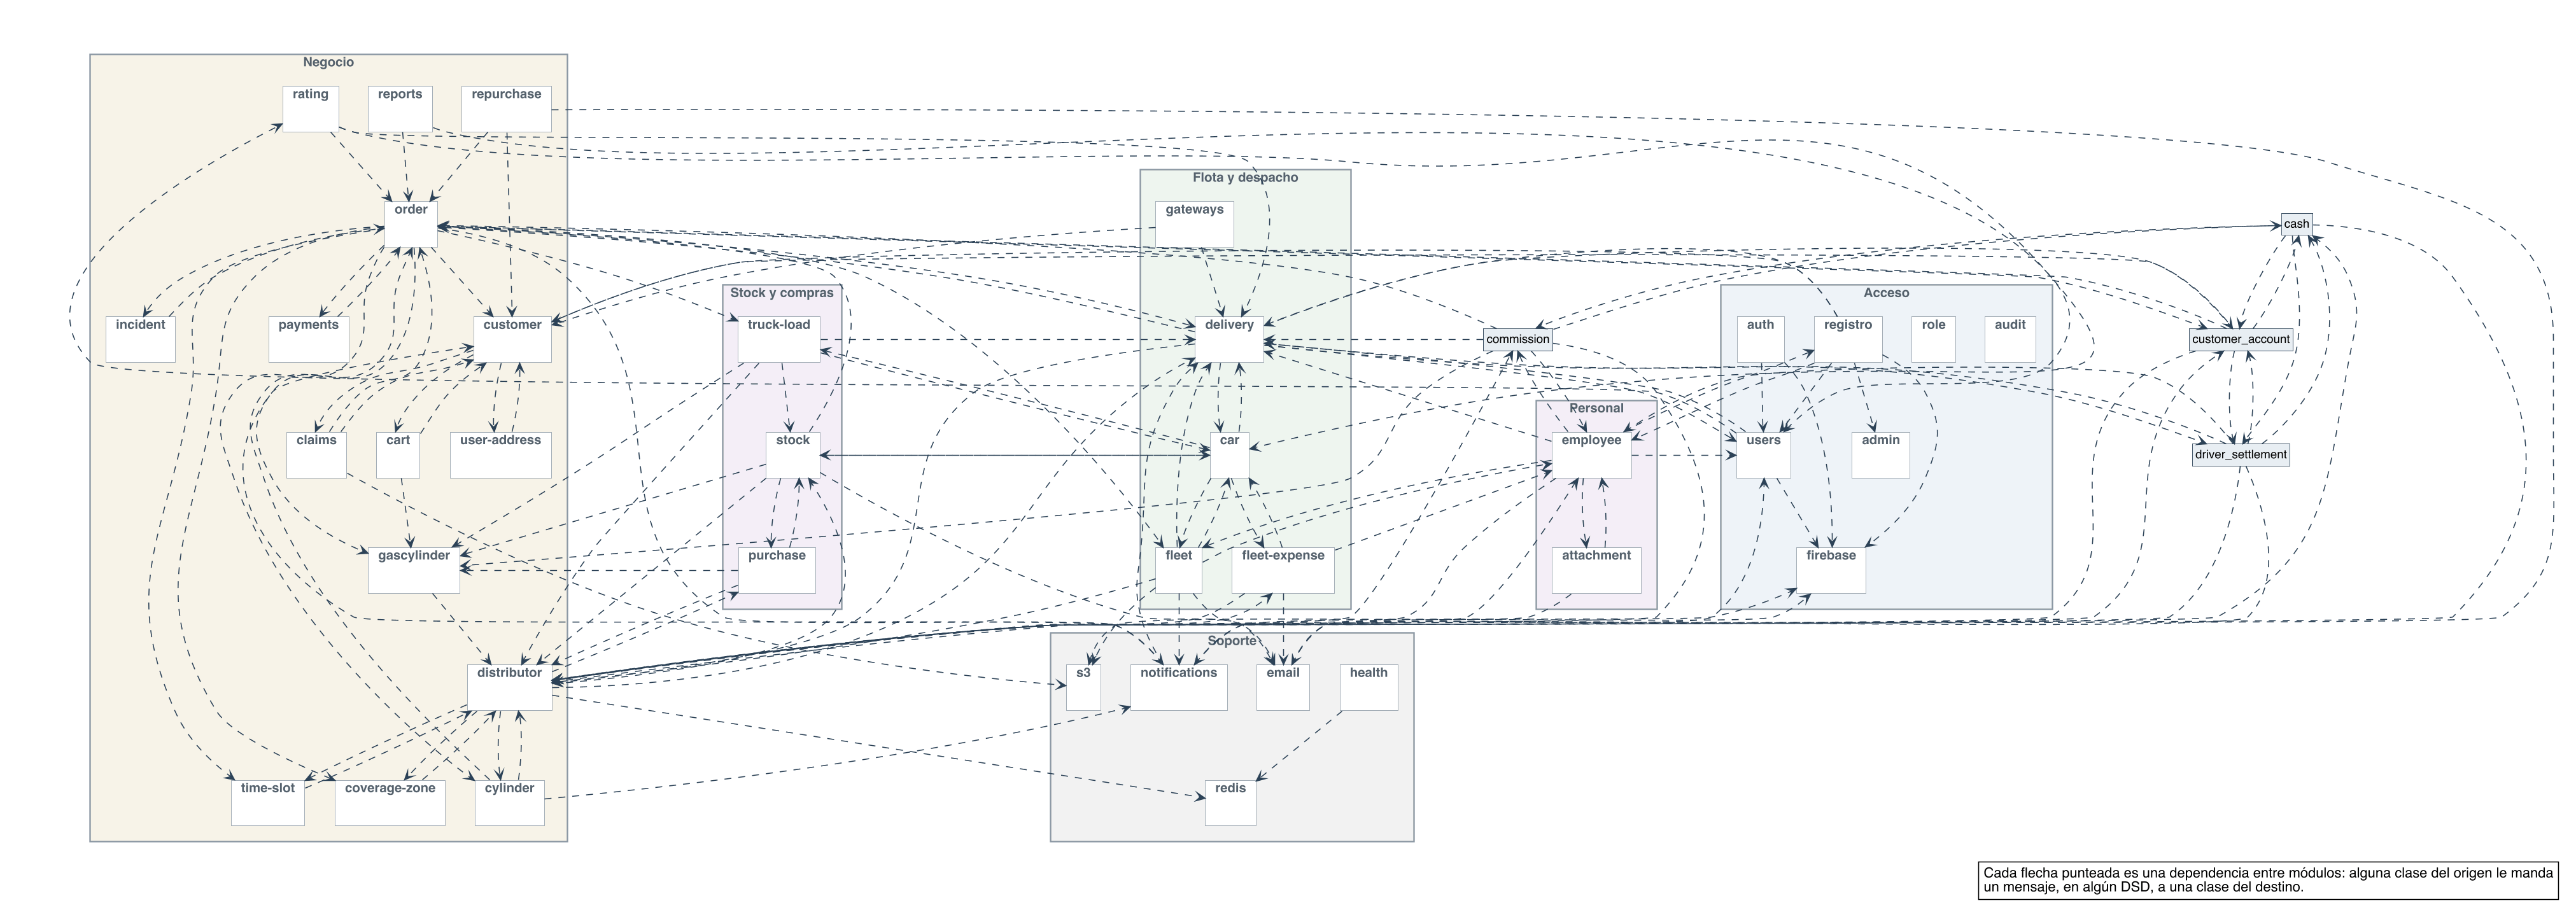 Negocio
rating
reports
repurchase
order
incident
payments
customer
claims
cart
user-address
gascylinder
distributor
time-slot
coverage-zone
cylinder
Stock y compras
truck-load
stock
purchase
Flota y despacho
gateways
delivery
car
fleet
fleet-expense
commission
Personal
employee
attachment
Acceso
auth
registro
role
audit
users
admin
firebase
cash
customer_account
driver_settlement
Soporte
s3
notifications
email
health
redis
Cada flecha punteada es una dependencia entre módulos: alguna clase del origen le manda
un mensaje, en algún DSD, a una clase del destino.